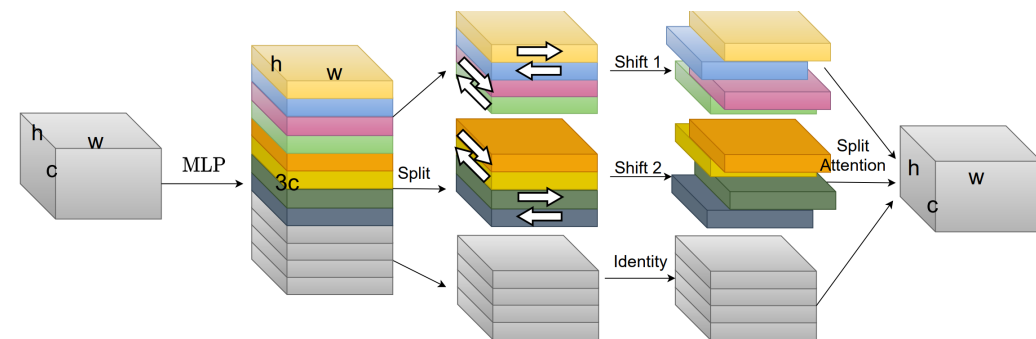 h
w
c
MLP
h
w
3c
Split
Shift 1
Shift 2
Identity
Split
Attention
h
w
c